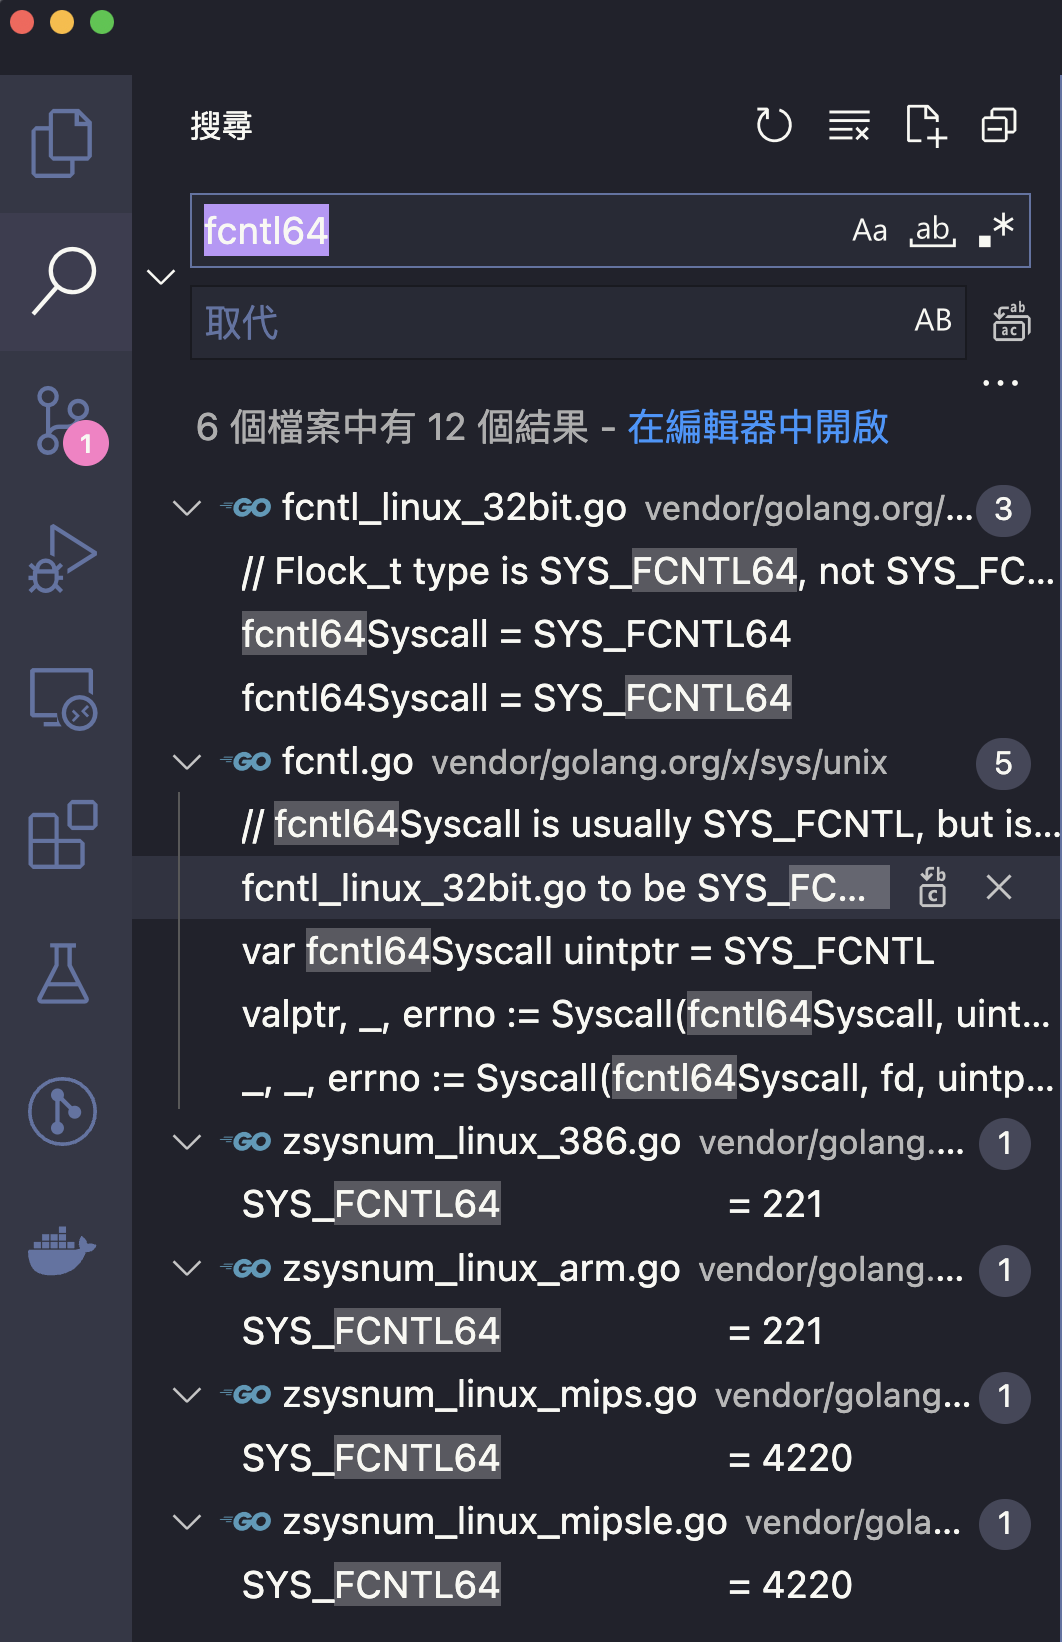 搜尋
fcntl64 Aa ab .*
取代 AB
ab ac
...
6 個檔案中有 12 個結果 - 在編輯器中開啟
1
GO fcntl_linux_32bit.go vendor/golang.org/... 3
// Flock_t type is SYS_FCNTL64, not SYS_FC...
fcntl64Syscall = SYS_FCNTL64
fcntl64Syscall = SYS_FCNTL64
GO fcntl.go vendor/golang.org/x/sys/unix 5
// fcntl64Syscall is usually SYS_FCNTL, but is...
fcntl_linux_32bit.go to be SYS_FC... b c
var fcntl64Syscall uintptr = SYS_FCNTL
valptr, _, errno := Syscall(fcntl64Syscall, uint...
_, _, errno := Syscall(fcntl64Syscall, fd, uintp...
GO zsysnum_linux_386.go vendor/golang.... 1
SYS_FCNTL64 = 221
GO zsysnum_linux_arm.go vendor/golang.... 1
SYS_FCNTL64 = 221
GO zsysnum_linux_mips.go vendor/golang... 1
SYS_FCNTL64 = 4220
GO zsysnum_linux_mipsle.go vendor/gola... 1
SYS_FCNTL64 = 4220